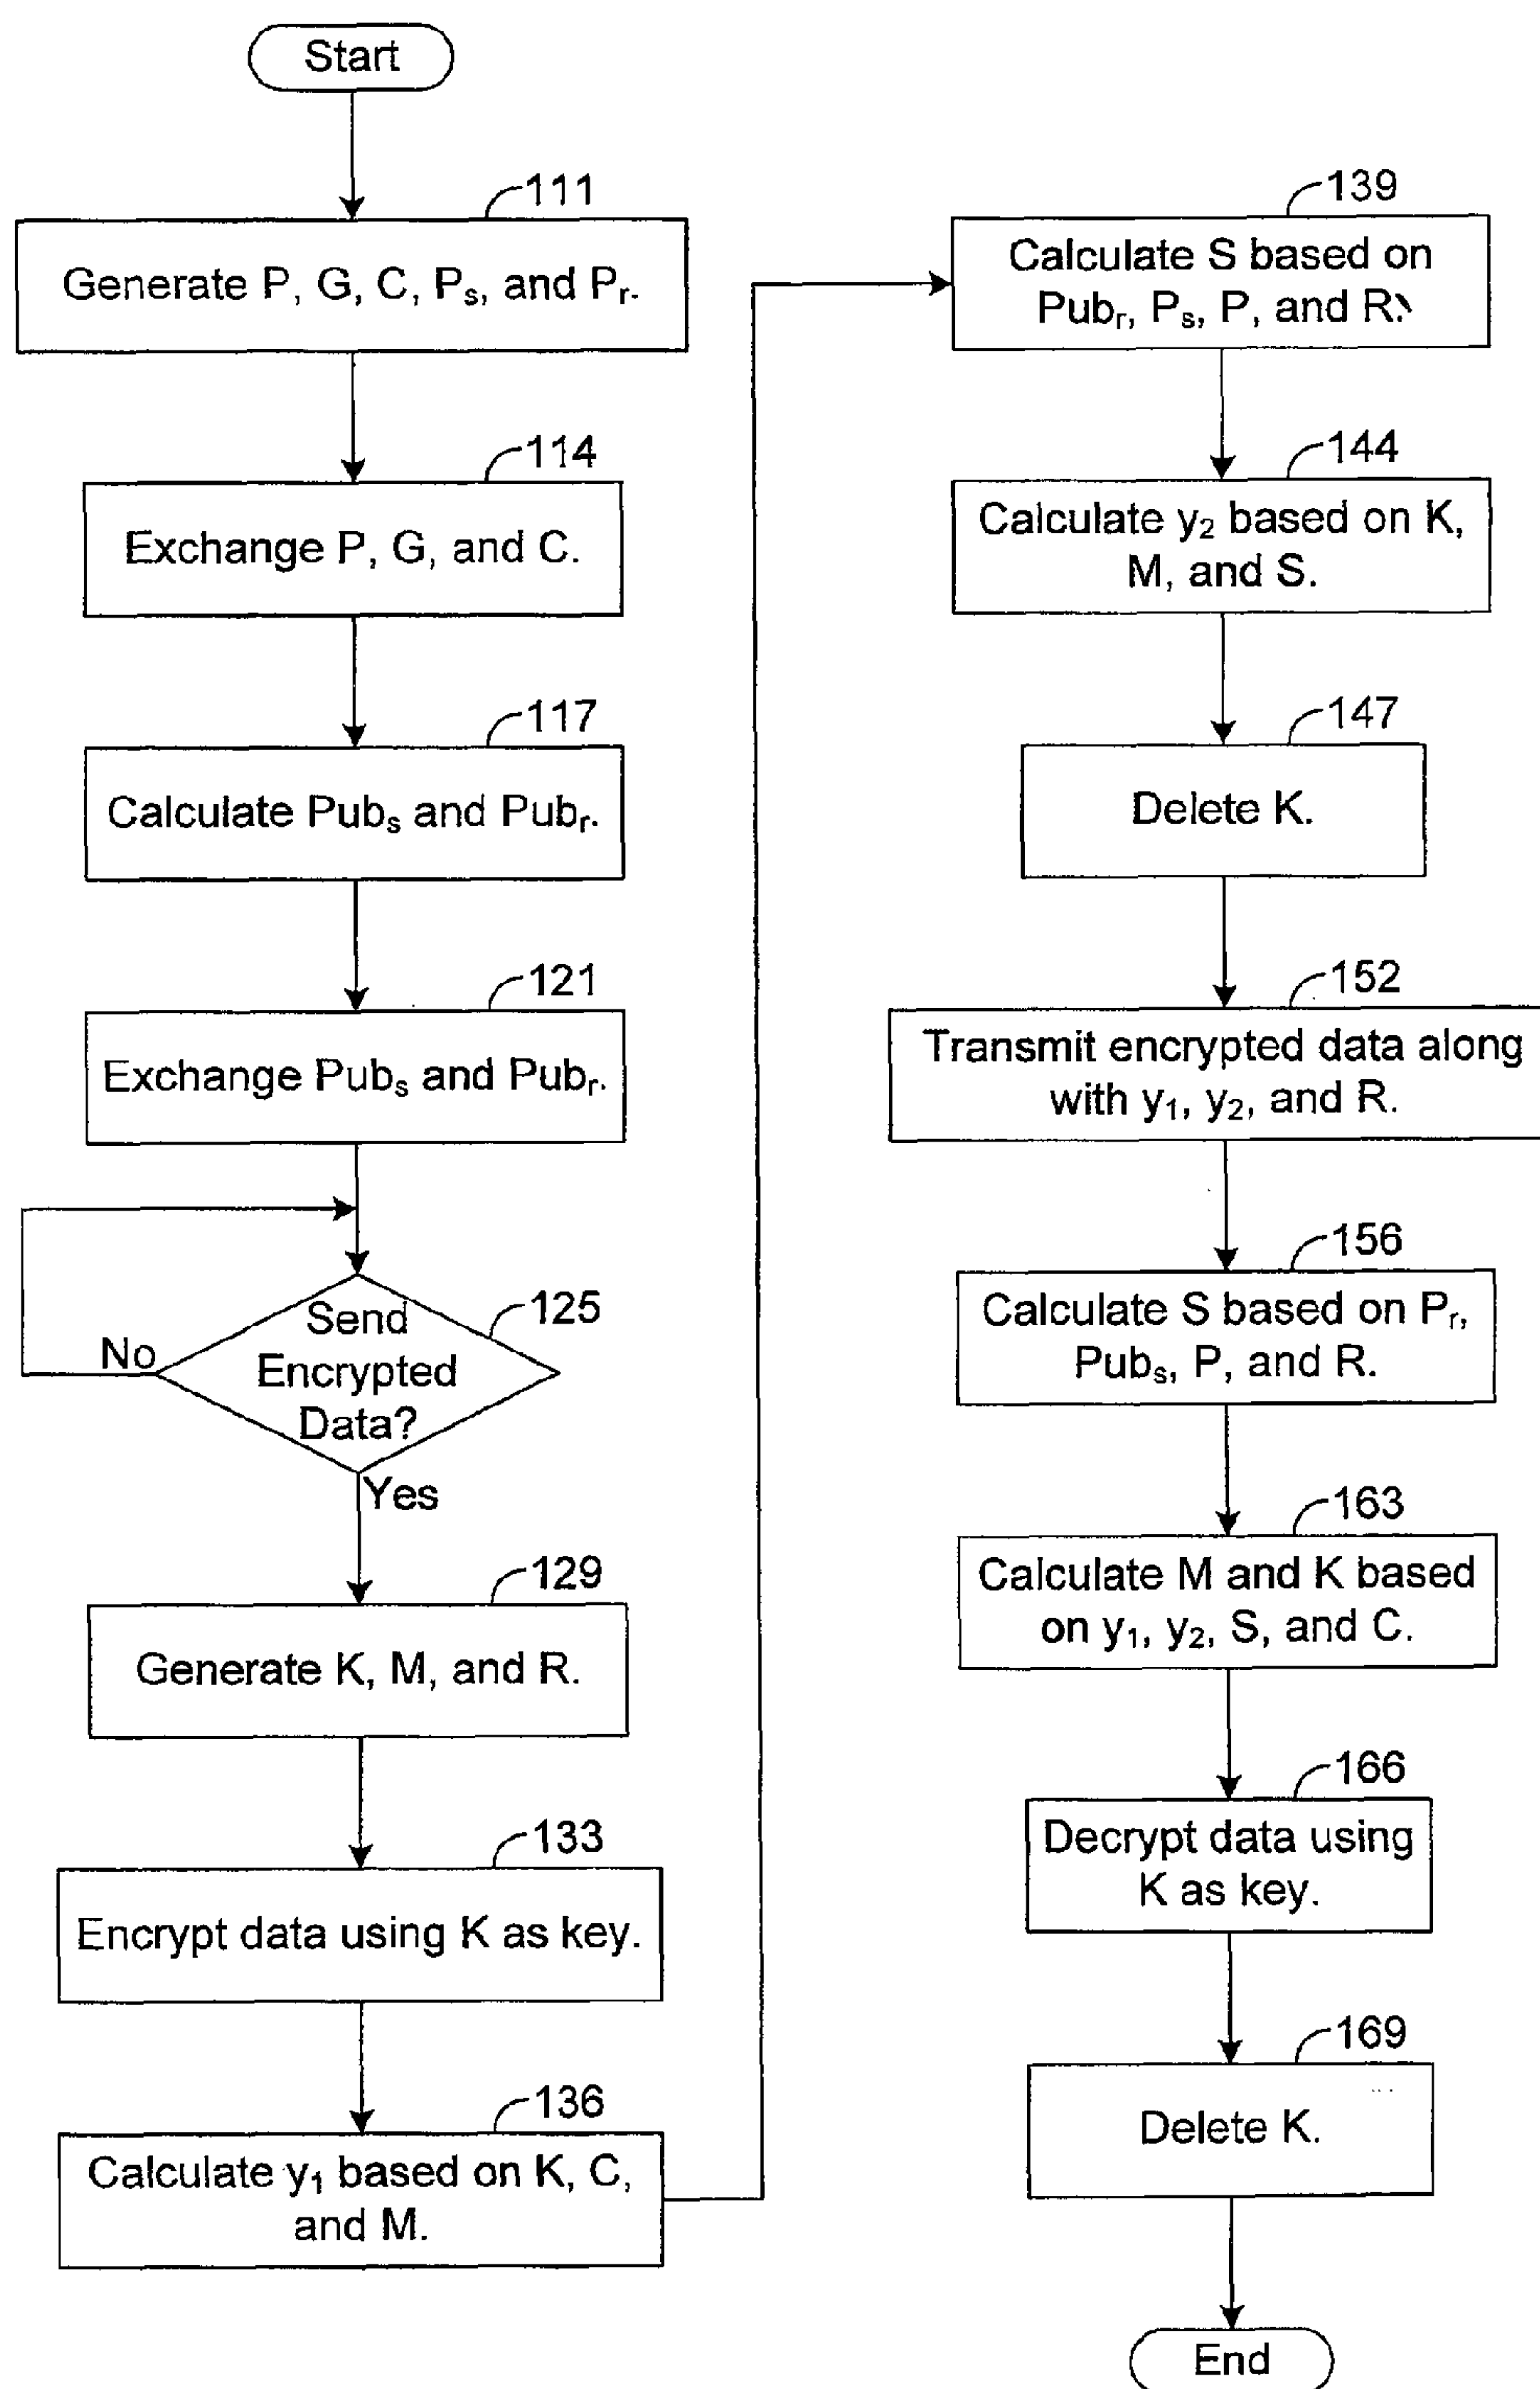 Start
111
Generate P, G, C, Pₛ, and Pᵣ.
114
Exchange P, G, and C.
117
Calculate Pubₛ and Pubᵣ.
121
Exchange Pubₛ and Pubᵣ.
125
Send
Encrypted
Data?
No
Yes
129
Generate K, M, and R.
133
Encrypt data using K as key.
136
Calculate y₁ based on K, C,
and M.
139
Calculate S based on
Pubᵣ, Pₛ, P, and R.
144
Calculate y₂ based on K,
M, and S.
147
Delete K.
152
Transmit encrypted data along
with y₁, y₂, and R.
156
Calculate S based on Pᵣ,
Pubₛ, P, and R.
163
Calculate M and K based
on y₁, y₂, S, and C.
166
Decrypt data using
K as key.
169
Delete K.
End